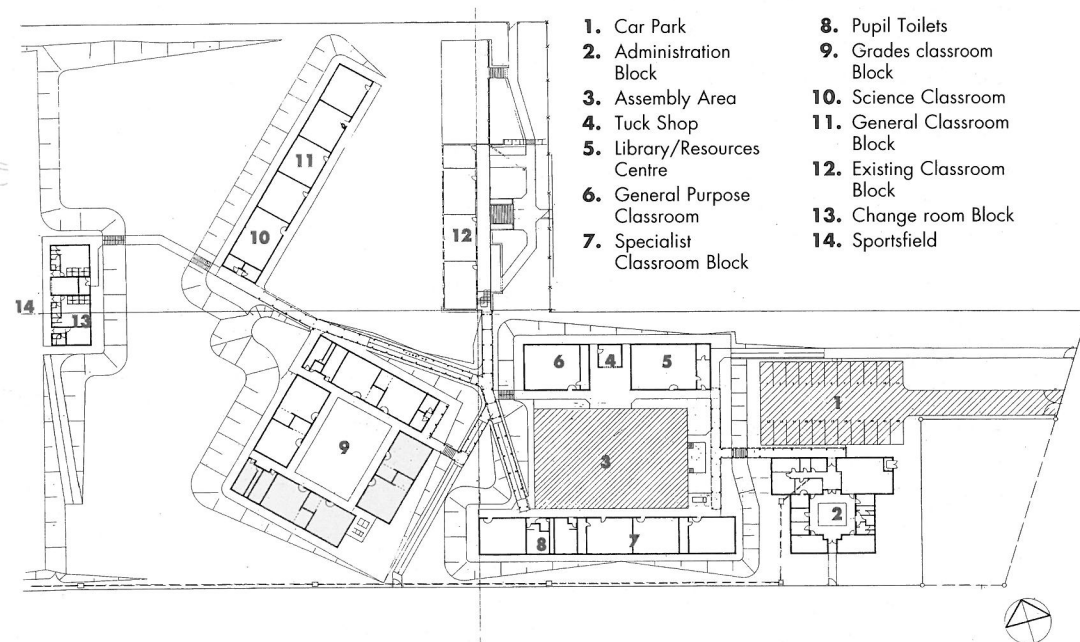 1. Car Park
2. Administration
Block
3. Assembly Area
4. Tuck Shop
5. Library/Resources
Centre
6. General Purpose
Classroom
7. Specialist
Classroom Block
8. Pupil Toilets
9. Grades classroom
Block
10. Science Classroom
11. General Classroom
Block
12. Existing Classroom
Block
13. Change room Block
14. Sportsfield
11
10
12
14
13
6
4
5
1
9
3
2
8
7